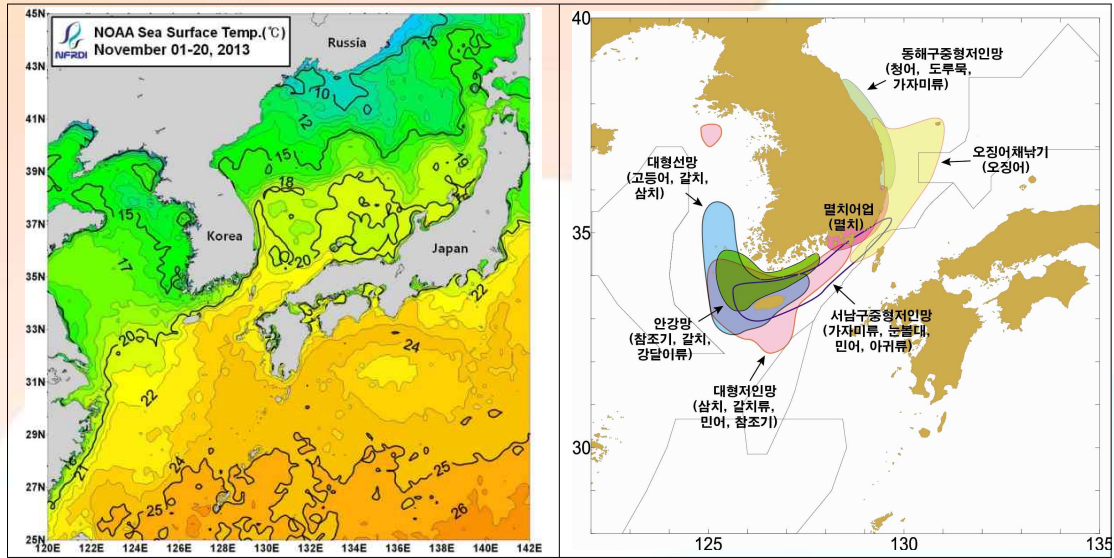 NFRDI
NOAA Sea Surface Temp.(℃)
November 01-20, 2013
45N
43N
41N
39N
37N
35N
33N
31N
29N
27N
25N
120E 122E 124E 126E 128E 130E 132E 134E 136E 138E 140E 142E
Russia
Korea
Japan
13
10
12
15
19
18
15
17
20
20
22
24
22
21
24
25
25
26
40
35
30
125
130
135
동해구중형저인망
(청어, 도루묵,
가자미류)
오징어채낚기
(오징어)
대형선망
(고등어, 갈치,
삼치)
멸치어업
(멸치)
안강망
(참조기, 갈치,
강달이류)
서남구중형저인망
(가자미류, 눈볼대,
민어, 아귀류)
대형저인망
(삼치, 갈치류,
민어, 참조기)